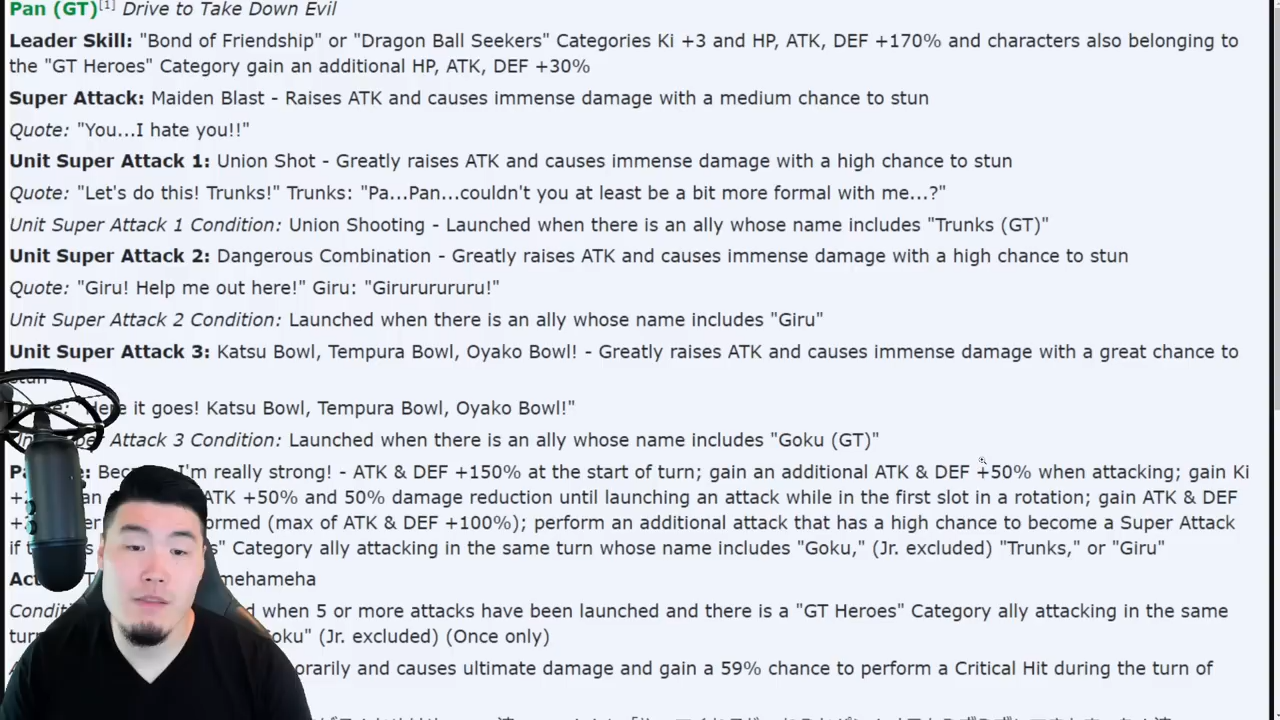 Pan (GT)[1] Drive to Take Down Evil
Leader Skill: "Bond of Friendship" or "Dragon Ball Seekers" Categories Ki +3 and HP, ATK, DEF +170% and characters also belonging to
the "GT Heroes" Category gain an additional HP, ATK, DEF +30%
Super Attack: Maiden Blast - Raises ATK and causes immense damage with a medium chance to stun
Quote: "You...I hate you!!"
Unit Super Attack 1: Union Shot - Greatly raises ATK and causes immense damage with a high chance to stun
Quote: "Let's do this! Trunks!" Trunks: "Pa...Pan...couldn't you at least be a bit more formal with me...?"
Unit Super Attack 1 Condition: Union Shooting - Launched when there is an ally whose name includes "Trunks (GT)"
Unit Super Attack 2: Dangerous Combination - Greatly raises ATK and causes immense damage with a high chance to stun
Quote: "Giru! Help me out here!" Giru: "Girurururuру!"
Unit Super Attack 2 Condition: Launched when there is an ally whose name includes "Giru"
Unit Super Attack 3: Katsu Bowl, Tempura Bowl, Oyako Bowl! - Greatly raises ATK and causes immense damage with a great chance to
stun
"Here it goes! Katsu Bowl, Tempura Bowl, Oyako Bowl!"
Attack 3 Condition: Launched when there is an ally whose name includes "Goku (GT)"
I'm really strong! - ATK & DEF +150% at the start of turn; gain an additional ATK & DEF +50% when attacking; gain Ki
ATK +50% and 50% damage reduction until launching an attack while in the first slot in a rotation; gain ATK & DEF
(max of ATK & DEF +100%); perform an additional attack that has a high chance to become a Super Attack
Category ally attacking in the same turn whose name includes "Goku," (Jr. excluded) "Trunks," or "Giru"
when 5 or more attacks have been launched and there is a "GT Heroes" Category ally attacking in the same
(Jr. excluded) (Once only)
and causes ultimate damage and gain a 59% chance to perform a Critical Hit during the turn of